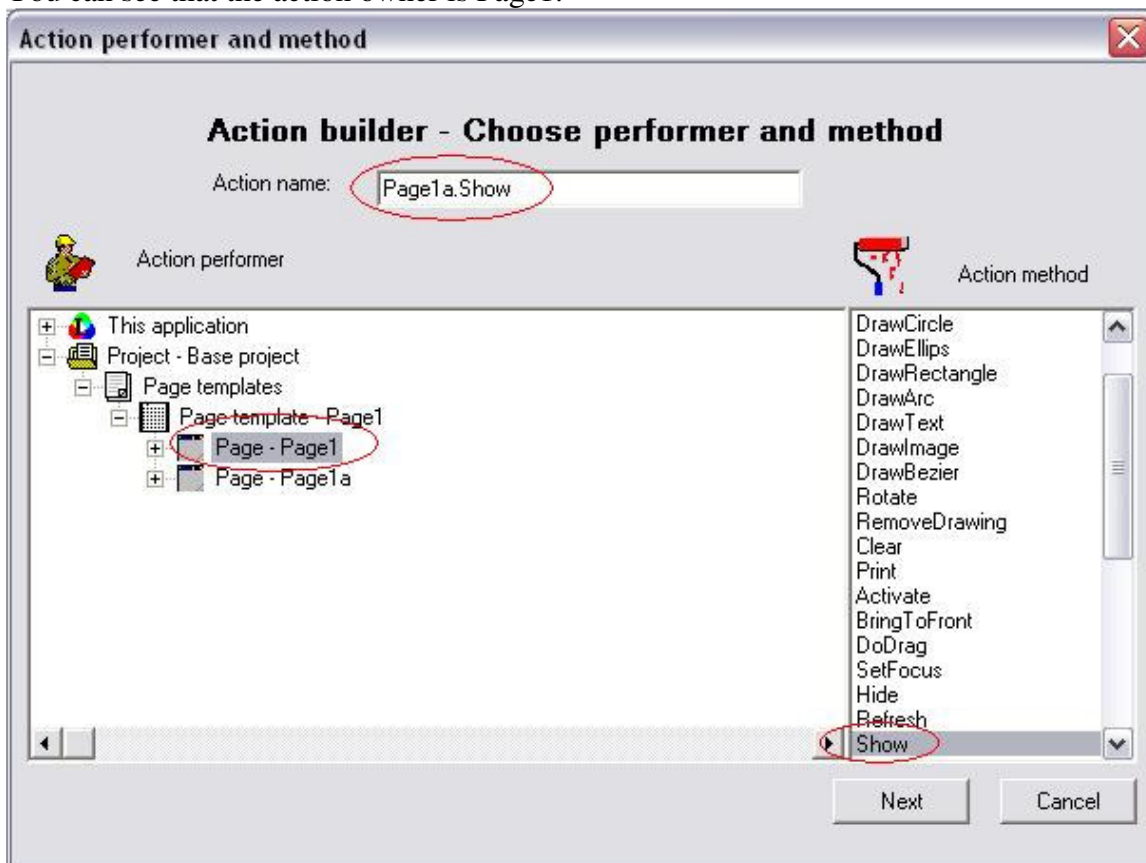 You can see that the action owner is Page1.
Action performer and method
Action builder - Choose performer and method
Action name:
Page1a.Show
Action performer
Action method
This application
Project - Base project
Page templates
Page template - Page1
Page - Page1
Page - Page1a
DrawCircle
DrawEllips
DrawRectangle
DrawArc
DrawText
DrawImage
DrawBezier
Rotate
RemoveDrawing
Clear
Print
Activate
BringToFront
DoDrag
SetFocus
Hide
Refresh
Show
Next
Cancel